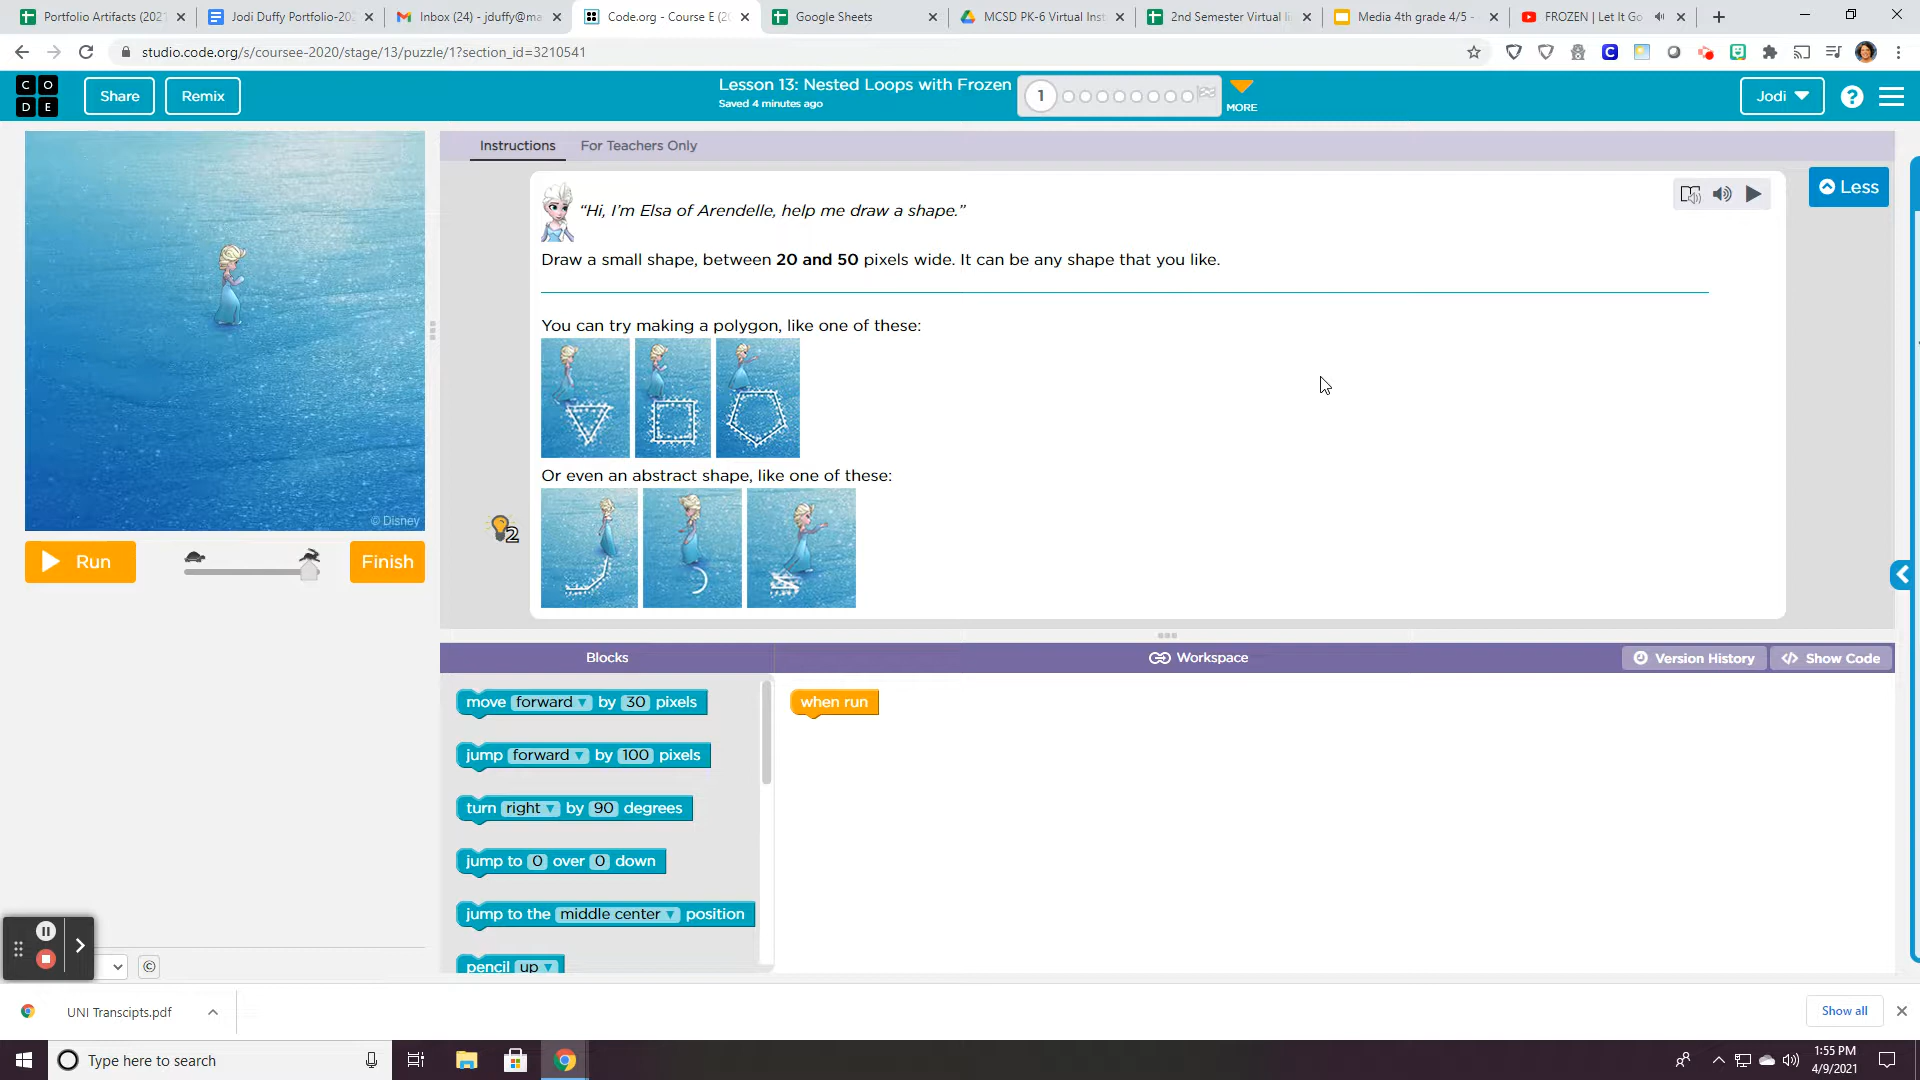 Portfolio Artifacts (202
Jodi Duffy Portfolio-202
Inbox (24) - jduffy@ma
Code.org - Course E (2
Google Sheets
MCSD PK-6 Virtual Inst
2nd Semester Virtual li
Media 4th grade 4/5 -
FROZEN | Let It Go
studio.code.org/s/coursee-2020/stage/13/puzzle/1?section_id=3210541
C O
D E
Share
Remix
Lesson 13: Nested Loops with Frozen
Saved 4 minutes ago
1
MORE
Jodi
?
Instructions
For Teachers Only
Less
“Hi, I’m Elsa of Arendelle, help me draw a shape.”
Draw a small shape, between 20 and 50 pixels wide. It can be any shape that you like.
You can try making a polygon, like one of these:
Or even an abstract shape, like one of these:
2
© Disney
Run
Finish
Blocks
Workspace
Version History
Show Code
move forward by 30 pixels
jump forward by 100 pixels
turn right by 90 degrees
jump to 0 over 0 down
jump to the middle center position
pencil up
when run
©
UNI Transcipts.pdf
Show all
Type here to search
1:55 PM
4/9/2021